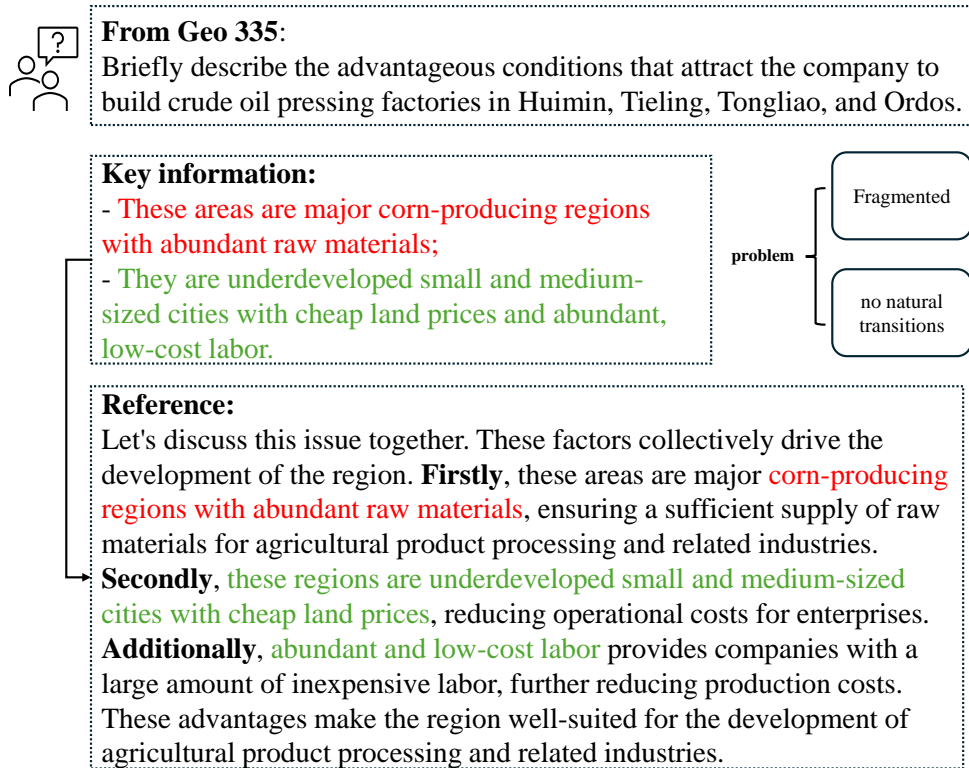 ?
From Geo 335:
Briefly describe the advantageous conditions that attract the company to
build crude oil pressing factories in Huimin, Tieling, Tongliao, and Ordos.
Key information:
- These areas are major corn-producing regions
with abundant raw materials;
- They are underdeveloped small and medium-
sized cities with cheap land prices and abundant,
low-cost labor.
problem
Fragmented
no natural
transitions
Reference:
Let's discuss this issue together. These factors collectively drive the
development of the region. Firstly, these areas are major corn-producing
regions with abundant raw materials, ensuring a sufficient supply of raw
materials for agricultural product processing and related industries.
Secondly, these regions are underdeveloped small and medium-sized
cities with cheap land prices, reducing operational costs for enterprises.
Additionally, abundant and low-cost labor provides companies with a
large amount of inexpensive labor, further reducing production costs.
These advantages make the region well-suited for the development of
agricultural product processing and related industries.